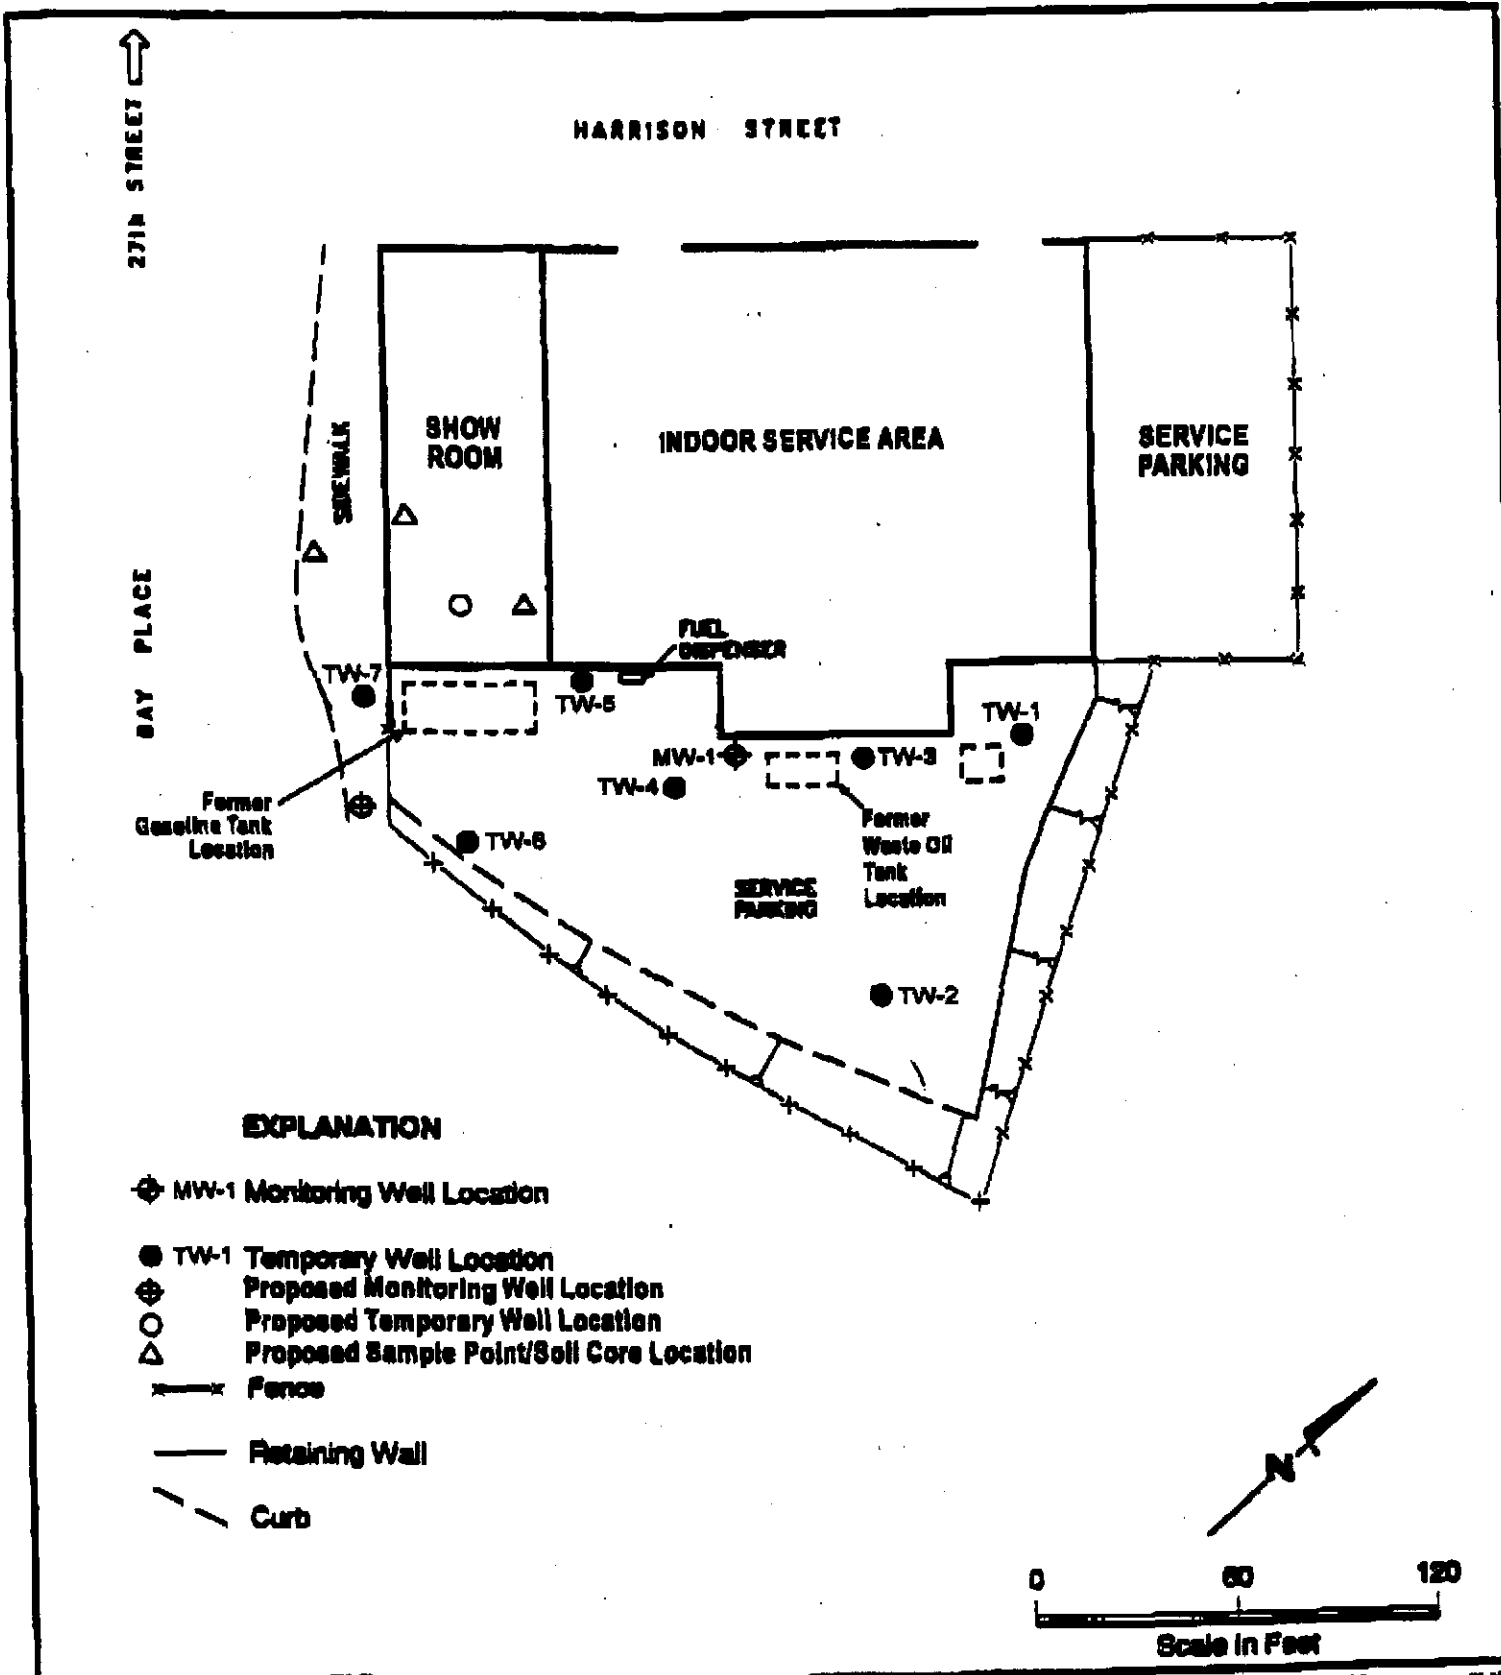 27th STREET
HARRISON STREET
SIDEWALK
SHOW
ROOM
INDOOR SERVICE AREA
SERVICE
PARKING
BAY PLACE
FUEL
DISPENSER
TW-7
TW-5
TW-1
MW-1
TW-3
TW-4
Former
Gasoline Tank
Location
TW-6
Former
Waste Oil
Tank
Location
SERVICE
PARKING
TW-2
EXPLANATION
MW-1 Monitoring Well Location
TW-1 Temporary Well Location
Proposed Monitoring Well Location
Proposed Temporary Well Location
Proposed Sample Point/Soil Core Location
Fence
Retaining Wall
Curb
N
0 60 120
Scale in Feet